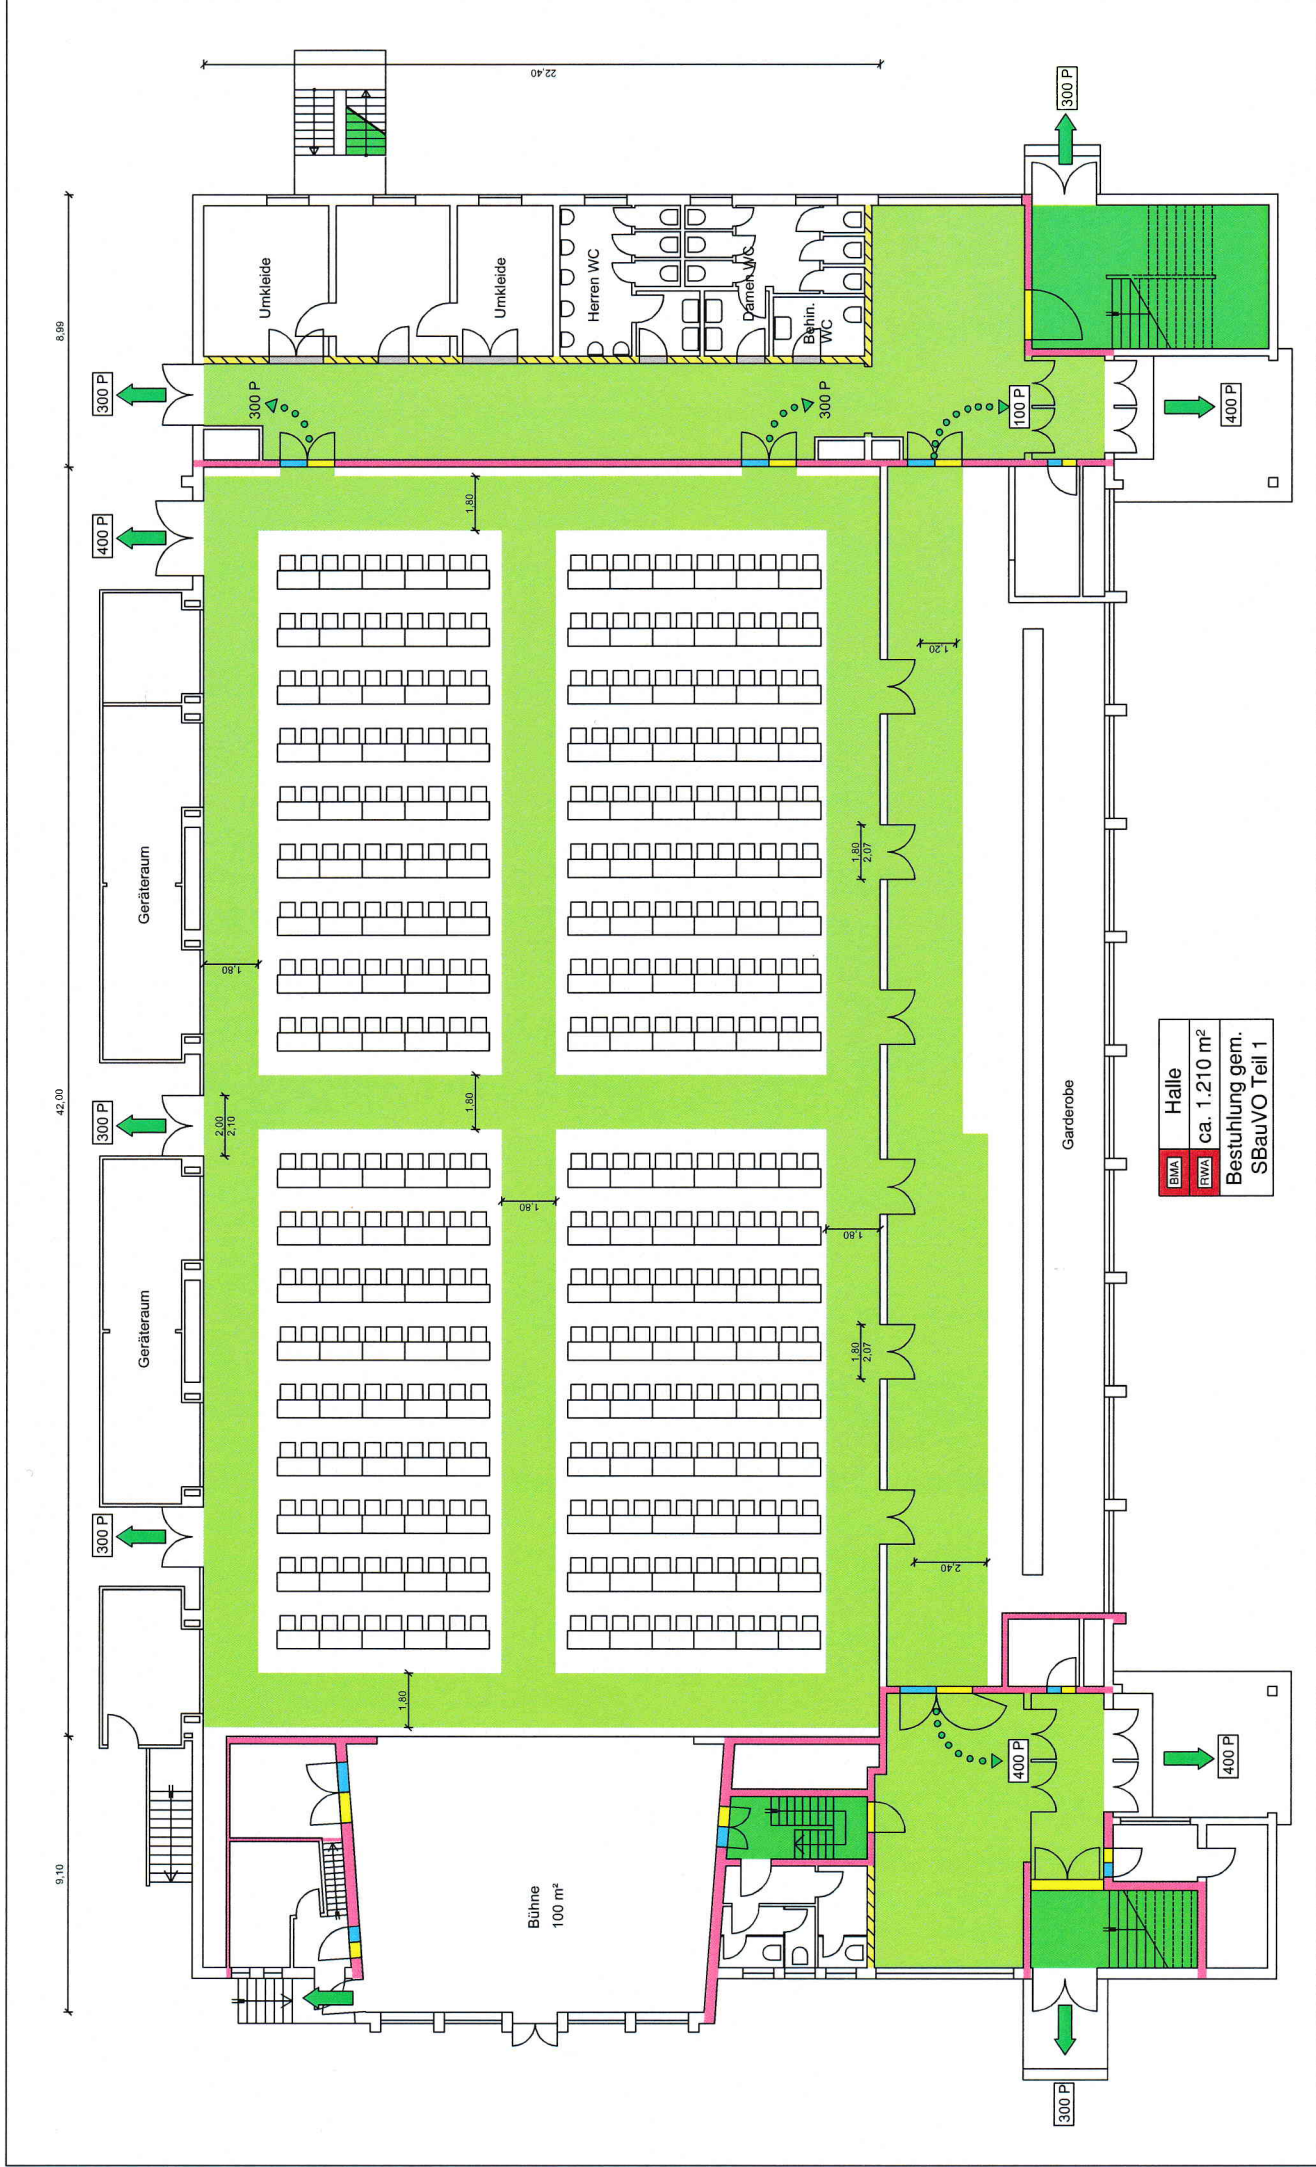 22,40
8,99
42,00
9,10
300 P
400 P
300 P
300 P
300 P
400 P
400 P
300 P
Umkleide
Umkleide
Herren WC
Damen WC
Behin.
WC
300 P
300 P
100 P
400 P
Geräteraum
Geräteraum
1,80
1,80
1,80
1,80
1,80
1,80
2,00
2,10
1,80
2,07
1,80
2,07
1,20
2,40
Garderobe
Bühne
100 m²
BMA
Halle
RWA
ca. 1.210 m²
Bestuhlung gem.
SBauVO Teil 1